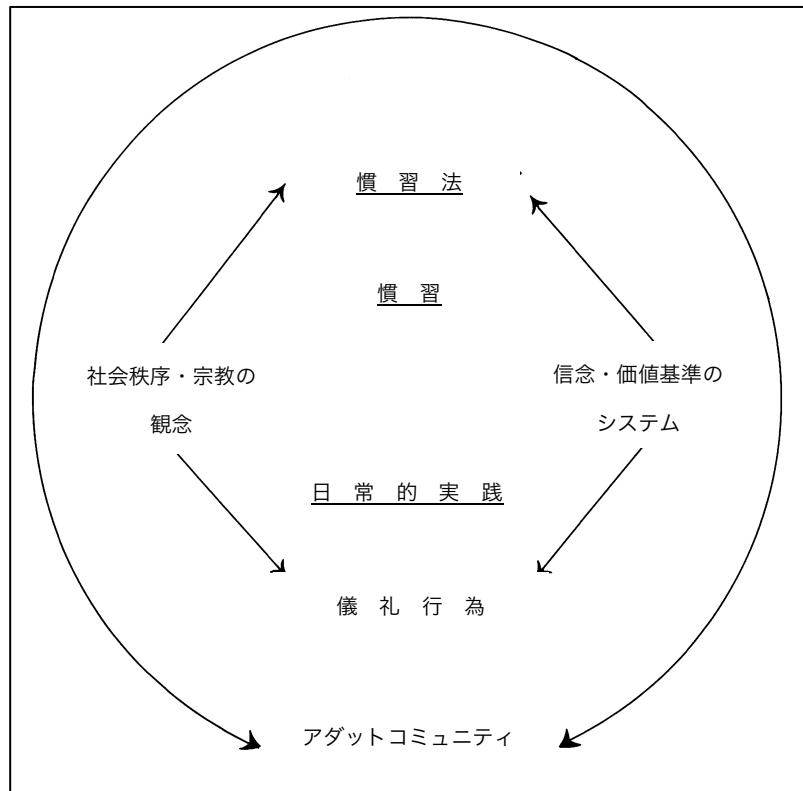 慣 習 法
慣 習
社会秩序・宗教の
観念
信念・価値基準の
システム
日 常 的 実 践
儀 礼 行 為
アダットコミュニティ